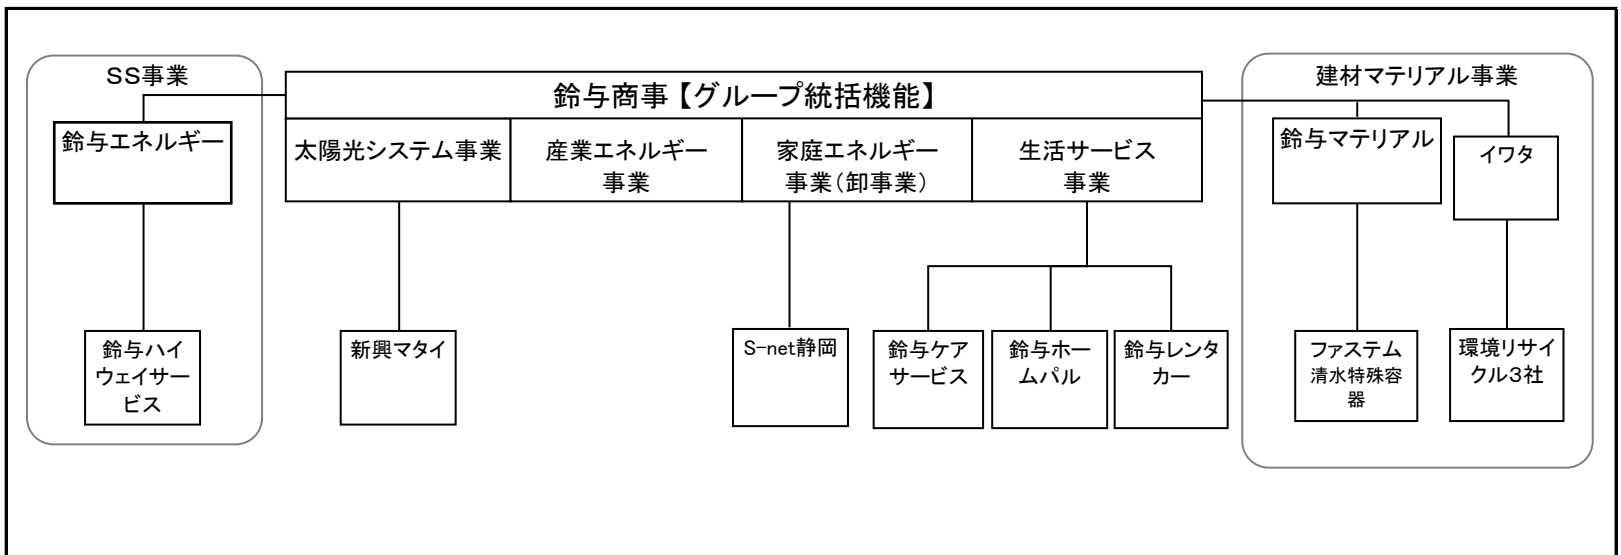 SS事業
鈴与エネルギー
鈴与ハイ
ウェイサー
ビス
鈴与商事【グループ統括機能】
太陽光システム事業
産業エネルギー
事業
家庭エネルギー
事業(卸事業)
生活サービス
事業
新興マタイ
S-net静岡
鈴与ケア
サービス
鈴与ホー
ムパル
鈴与レンタ
カー
建材マテリアル事業
鈴与マテリアル
イワタ
ファステム
清水特殊容
器
環境リサイ
クル3社